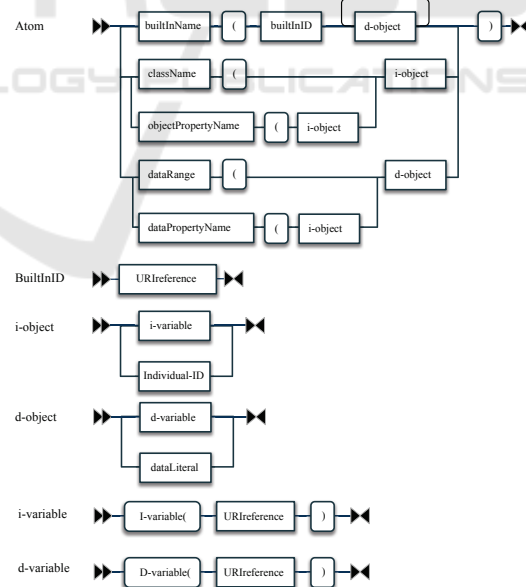 Atom builtInName ( builtInID d-object )
className ( i-object
objectPropertyName ( i-object
dataRange ( d-object
dataPropertyName ( i-object
BuiltInID URIreference
i-object i-variable
Individual-ID
d-object d-variable
dataLiteral
i-variable I-variable( URIreference )
d-variable D-variable( URIreference )